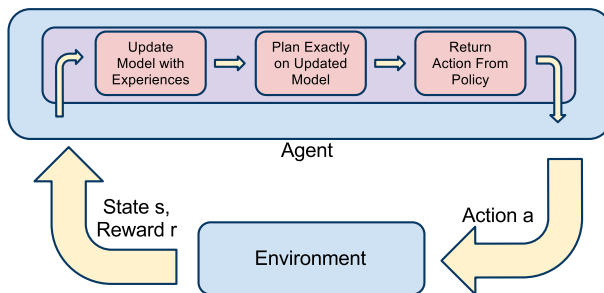 Update
Model with
Experiences
Plan Exactly
on Updated
Model
Return
Action From
Policy
Agent
State s,
Reward r
Action a
Environment